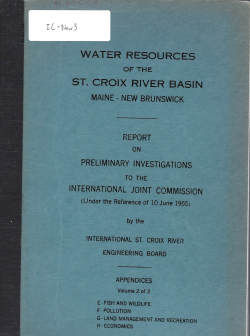 IC-New3
WATER RESOURCES
OF THE
ST. CROIX RIVER BASIN
MAINE - NEW BRUNSWICK
REPORT
ON
PRELIMINARY INVESTIGATIONS
TO THE
INTERNATIONAL JOINT COMMISSION
(Under the Reference of 10 June 1955)
by the
INTERNATIONAL ST. CROIX RIVER
ENGINEERING BOARD
APPENDICES
Volume 2 of 2
E- FISH AND WILDLIFE
F- POLLUTION
G- LAND MANAGEMENT AND RECREATION
H- ECONOMICS